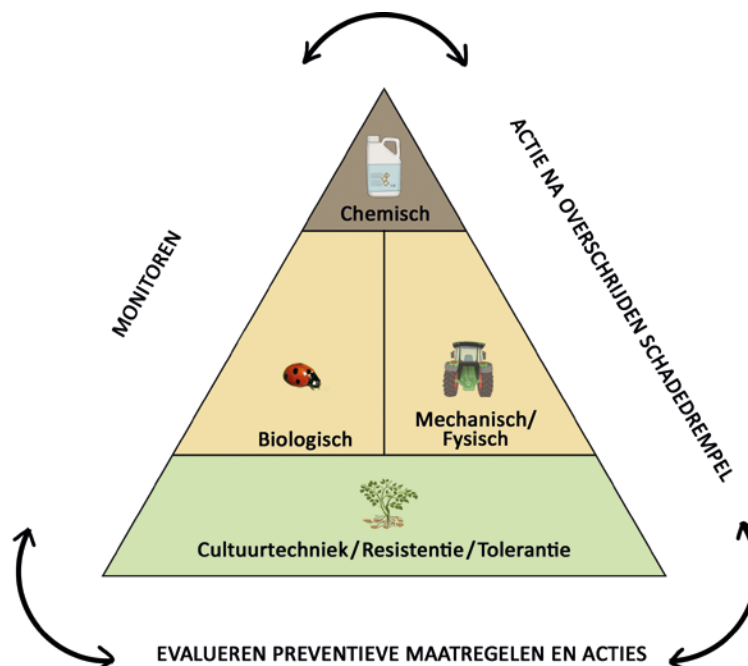 Chemisch
MONITOREN
ACTIE NA OVERSCHRIJDEN SCHADEDREMPEL
Biologisch
Mechanisch/
Fysisch
Cultuurtechniek/Resistentie/Tolerantie
EVALUEREN PREVENTIEVE MAATREGELEN EN ACTIES